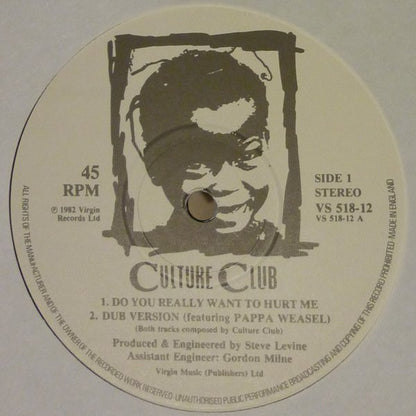 45
RPM
℗ 1982 Virgin
Records Ltd
SIDE 1
STEREO
VS 518-12
VS 518-12 A
CULTURE CLUB
1. DO YOU REALLY WANT TO HURT ME
2. DUB VERSION (featuring PAPPA WEASEL)
(Both tracks composed by Culture Club)
Produced & Engineered by Steve Levine
Assistant Engineer: Gordon Milne
Virgin Music (Publishers) Ltd
ALL RIGHTS OF THE MANUFACTURER AND OF THE OWNER OF THE RECORDED WORK RESERVED. UNAUTHORISED PUBLIC PERFORMANCE BROADCASTING AND COPYING OF THIS RECORD PROHIBITED-MADE IN ENGLAND